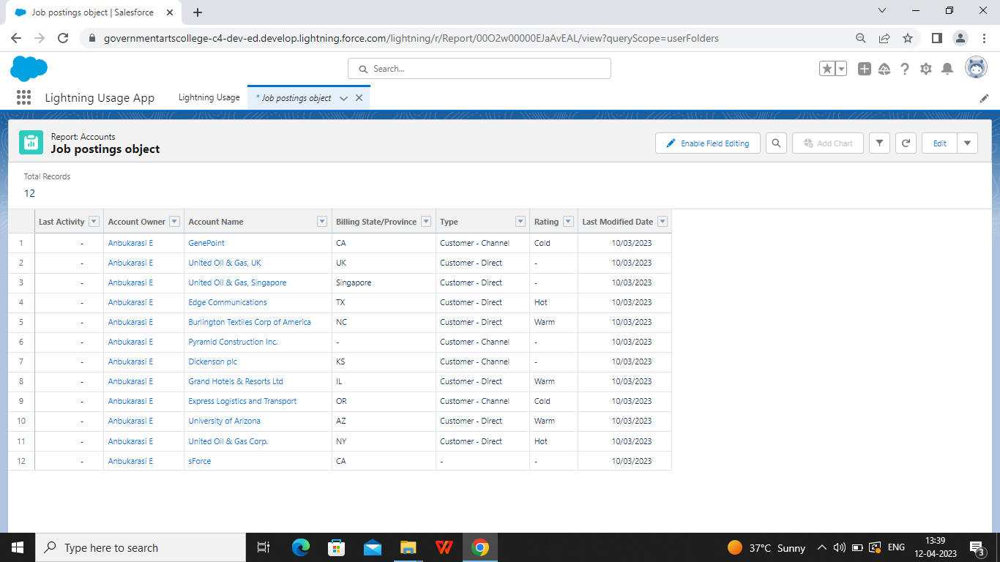 Job postings object | Salesforce
governmentartscollege-c4-dev-ed.develop.lightning.force.com/lightning/r/Report/00O2w00000EJaAvEAL/view?queryScope=userFolders
Search...
Lightning Usage App Lightning Usage * Job postings object
Report: Accounts
Job postings object
Enable Field Editing Add Chart Edit
Total Records
12
Last Activity Account Owner Account Name Billing State/Province Type Rating Last Modified Date
1 - Anbukarasi E GenePoint CA Customer - Channel Cold 10/03/2023
2 - Anbukarasi E United Oil & Gas, UK UK Customer - Direct - 10/03/2023
3 - Anbukarasi E United Oil & Gas, Singapore Singapore Customer - Direct - 10/03/2023
4 - Anbukarasi E Edge Communications TX Customer - Direct Hot 10/03/2023
5 - Anbukarasi E Burlington Textiles Corp of America NC Customer - Direct Warm 10/03/2023
6 - Anbukarasi E Pyramid Construction Inc. - Customer - Channel - 10/03/2023
7 - Anbukarasi E Dickenson plc KS Customer - Channel - 10/03/2023
8 - Anbukarasi E Grand Hotels & Resorts Ltd IL Customer - Direct Warm 10/03/2023
9 - Anbukarasi E Express Logistics and Transport OR Customer - Channel Cold 10/03/2023
10 - Anbukarasi E University of Arizona AZ Customer - Direct Warm 10/03/2023
11 - Anbukarasi E United Oil & Gas Corp. NY Customer - Direct Hot 10/03/2023
12 - Anbukarasi E sForce CA - - 10/03/2023
Type here to search
37°C Sunny
ENG
13:39
12-04-2023
3